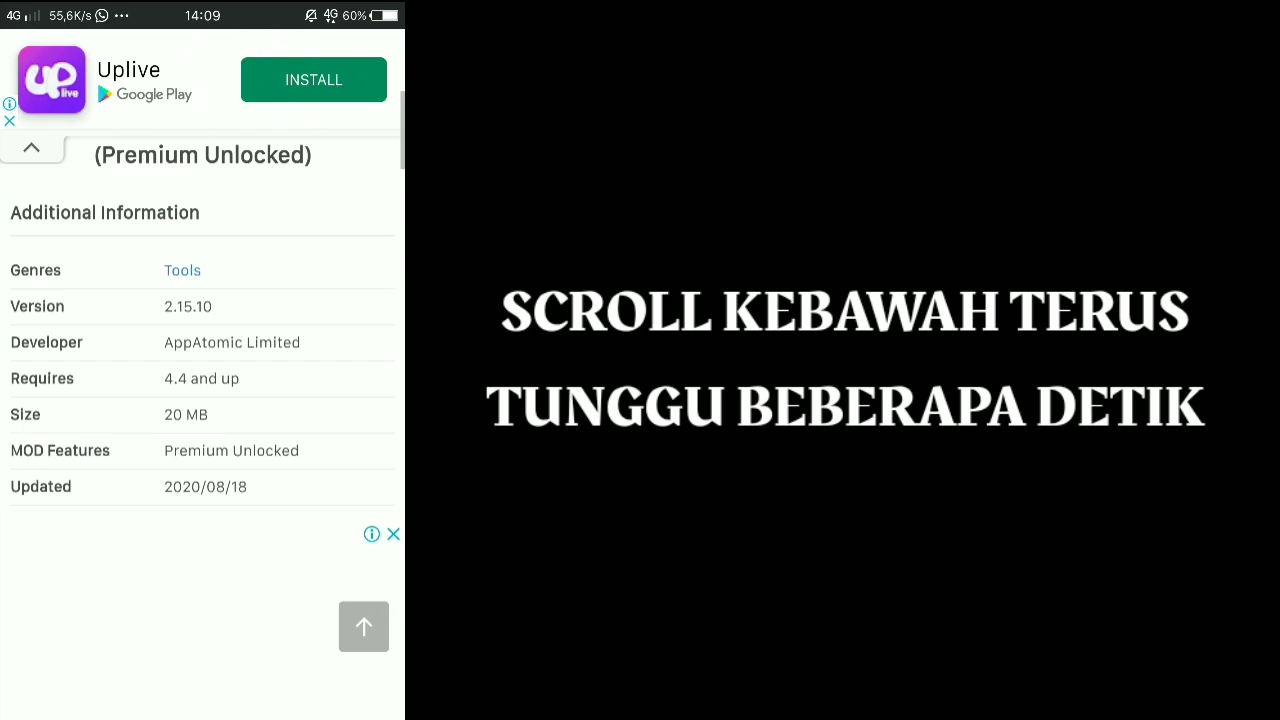 4G 55,6K/s 14:09 4G 60%
up live
Uplive
Google Play
INSTALL
(Premium Unlocked)
Additional Information
Genres Tools
Version 2.15.10
Developer AppAtomic Limited
Requires 4.4 and up
Size 20 MB
MOD Features Premium Unlocked
Updated 2020/08/18
SCROLL KEBAWAH TERUS
TUNGGU BEBERAPA DETIK